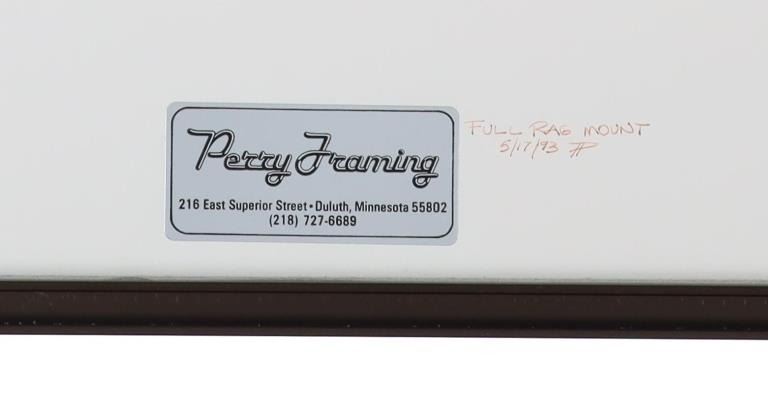 Perry Framing
216 East Superior Street • Duluth, Minnesota 55802
(218) 727-6689
FULL RAG MOUNT
5/17/93